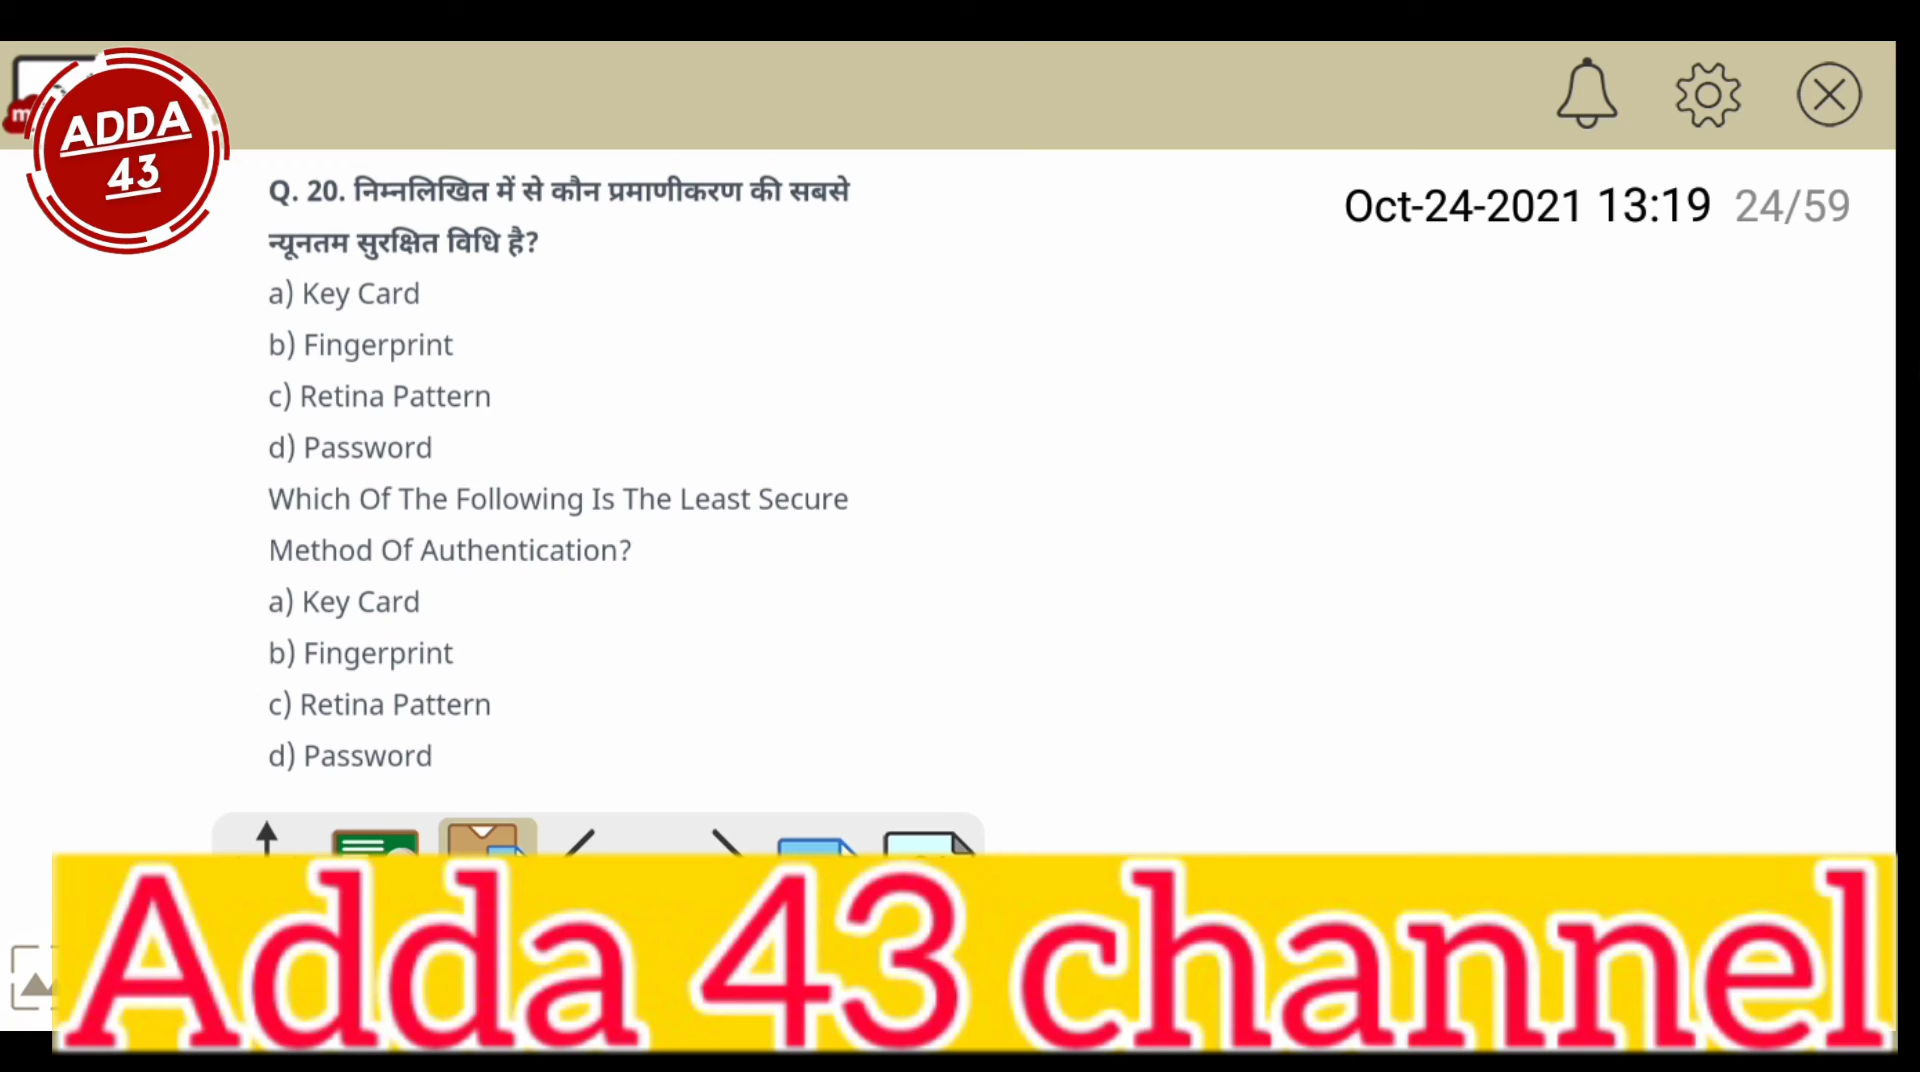 ADDA
43
Q. 20. निम्नलिखित में से कौन प्रमाणीकरण की सबसे
न्यूनतम सुरक्षित विधि है?
Oct-24-2021 13:19 24/59
a) Key Card
b) Fingerprint
c) Retina Pattern
d) Password
Which Of The Following Is The Least Secure
Method Of Authentication?
a) Key Card
b) Fingerprint
c) Retina Pattern
d) Password
Adda 43 channel